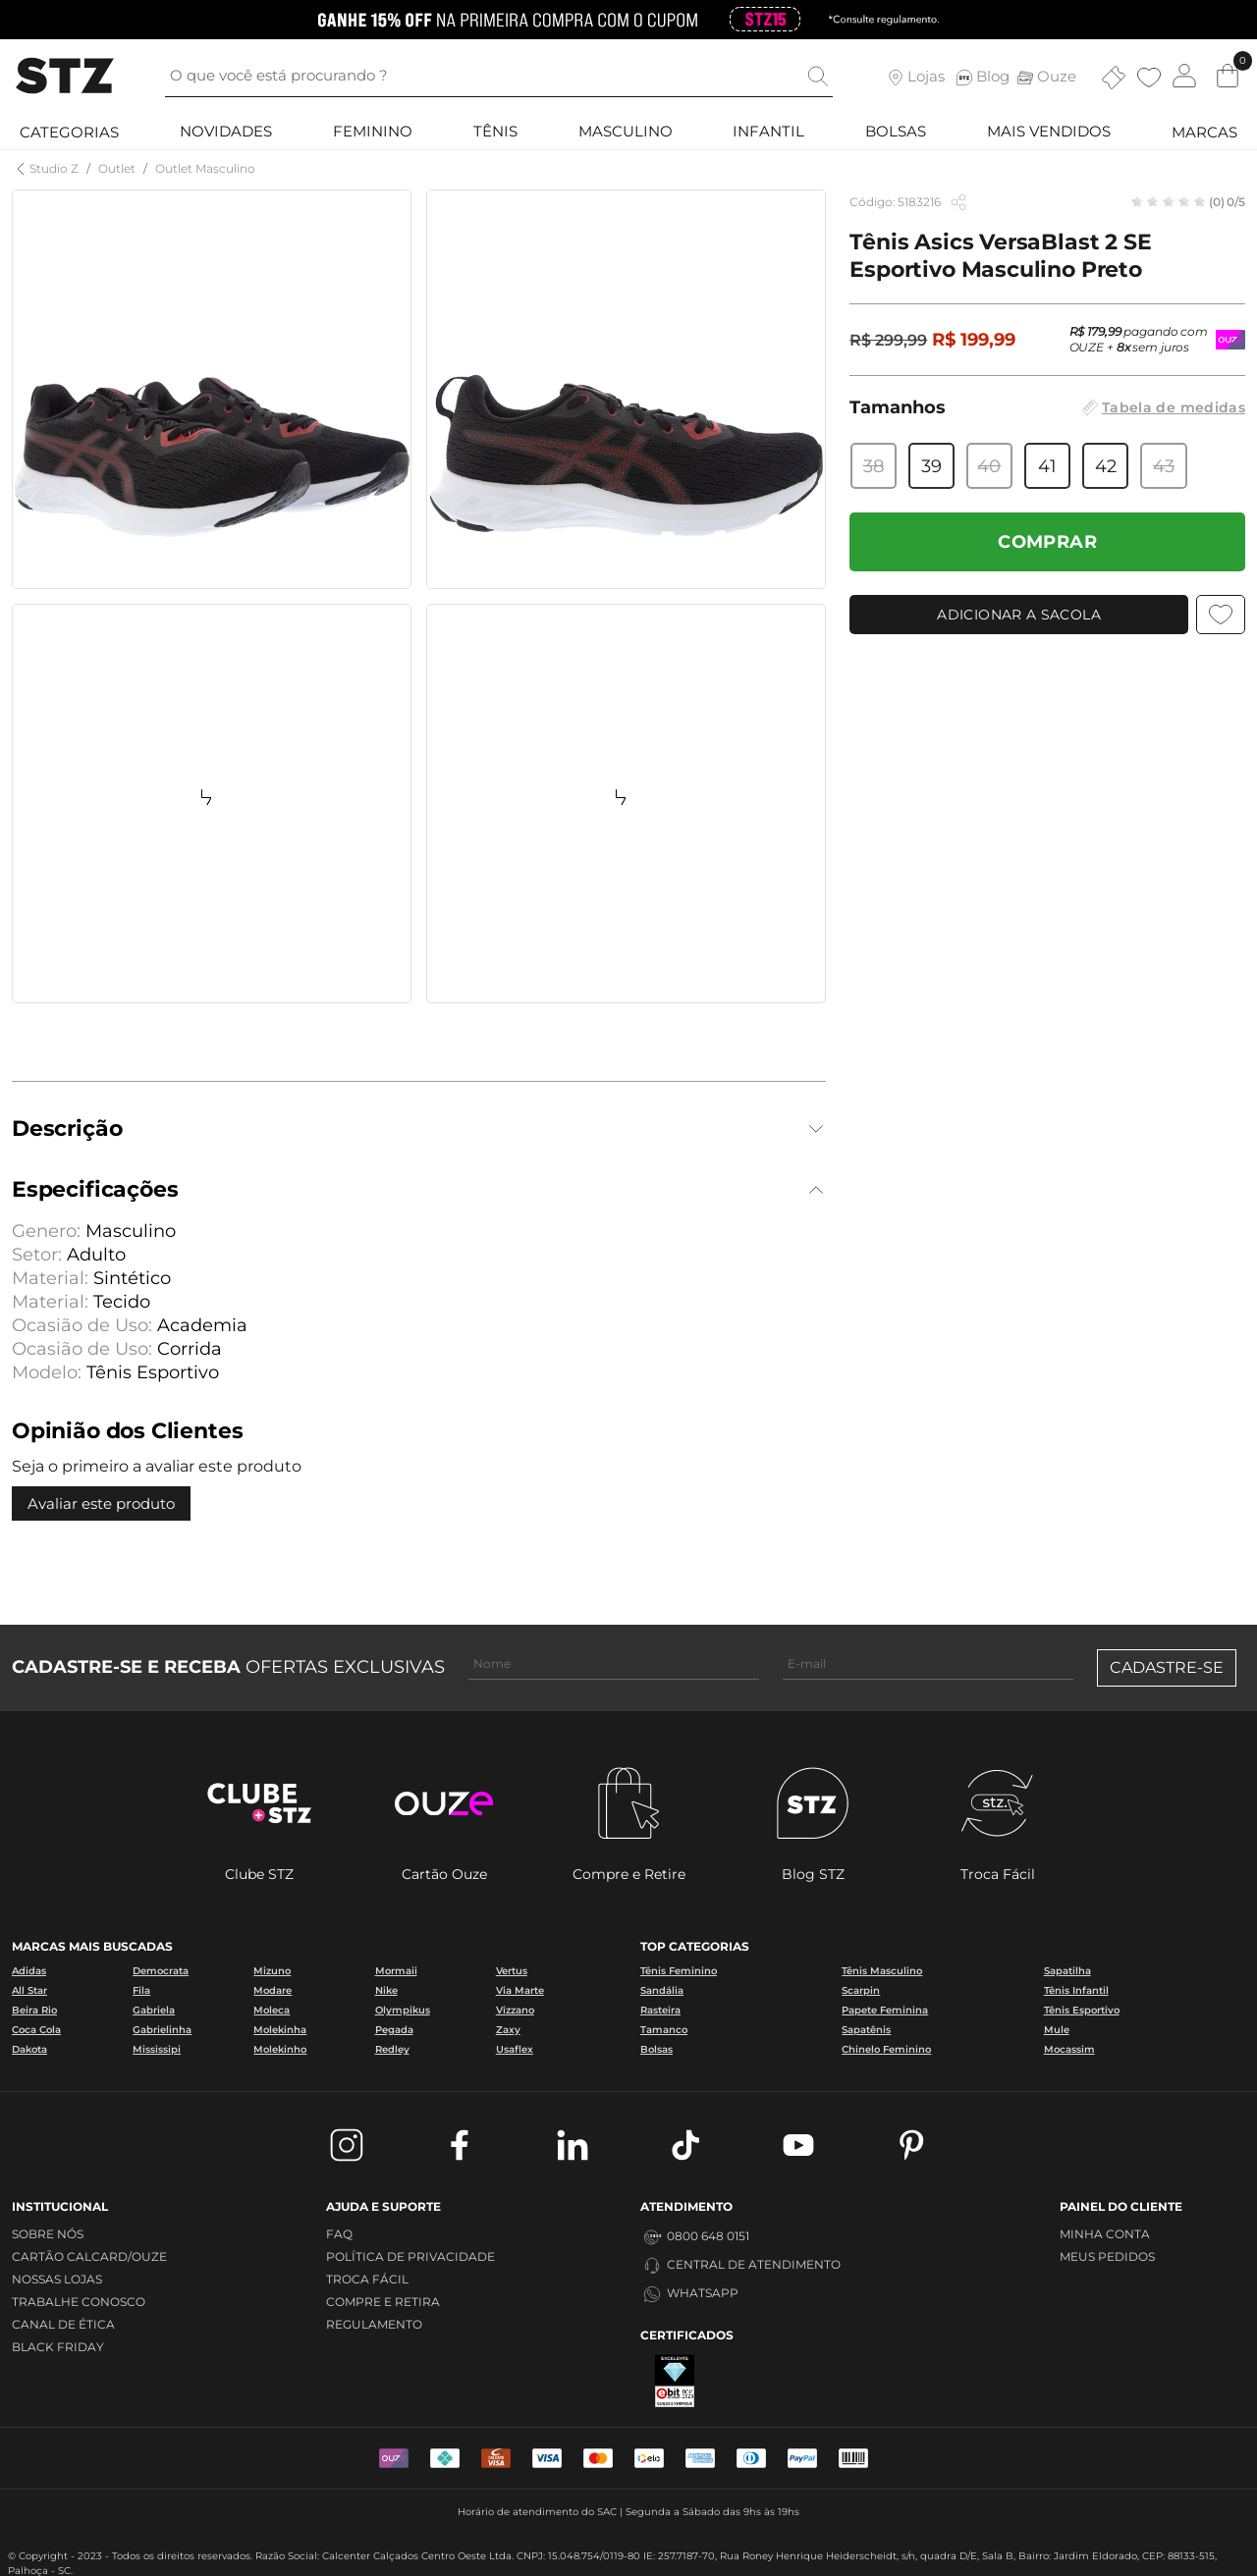 GANHE 15% OFF NA PRIMEIRA COMPRA COM O CUPOM STZ15 *Consulte regulamento.
STZ
O que você está procurando ?
Lojas
Blog
Ouze
0
CATEGORIAS NOVIDADES FEMININO TÊNIS MASCULINO INFANTIL BOLSAS MAIS VENDIDOS MARCAS
Studio Z / Outlet / Outlet Masculino
Código: 5183216
(0) 0/5
Tênis Asics VersaBlast 2 SE
Esportivo Masculino Preto
R$ 299,99 R$ 199,99
R$ 179,99 pagando com
OUZE + 8x sem juros
Tamanhos
Tabela de medidas
38 39 40 41 42 43
COMPRAR
ADICIONAR A SACOLA
Descrição
Especificações
Genero: Masculino
Setor: Adulto
Material: Sintético
Material: Tecido
Ocasião de Uso: Academia
Ocasião de Uso: Corrida
Modelo: Tênis Esportivo
Opinião dos Clientes
Seja o primeiro a avaliar este produto
Avaliar este produto
CADASTRE-SE E RECEBA OFERTAS EXCLUSIVAS
Nome
E-mail
CADASTRE-SE
CLUBE
+STZ
ouze
STZ
stz.
Clube STZ
Cartão Ouze
Compre e Retire
Blog STZ
Troca Fácil
MARCAS MAIS BUSCADAS
Adidas Democrata Mizuno Mormaii Vertus
All Star Fila Modare Nike Via Marte
Beira Rio Gabriela Moleca Olympikus Vizzano
Coca Cola Gabrielinha Molekinha Pegada Zaxy
Dakota Mississipi Molekinho Redley Usaflex
TOP CATEGORIAS
Tênis Feminino Tênis Masculino Sapatilha
Sandália Scarpin Tênis Infantil
Rasteira Papete Feminina Tênis Esportivo
Tamanco Sapatênis Mule
Bolsas Chinelo Feminino Mocassim
INSTITUCIONAL
SOBRE NÓS
CARTÃO CALCARD/OUZE
NOSSAS LOJAS
TRABALHE CONOSCO
CANAL DE ÉTICA
BLACK FRIDAY
AJUDA E SUPORTE
FAQ
POLÍTICA DE PRIVACIDADE
TROCA FÁCIL
COMPRE E RETIRA
REGULAMENTO
ATENDIMENTO
0800 648 0151
CENTRAL DE ATENDIMENTO
WHATSAPP
CERTIFICADOS
EXCELENTE
ebit
PAINEL DO CLIENTE
MINHA CONTA
MEUS PEDIDOS
VISA
VISA
elo
PayPal
Horário de atendimento do SAC | Segunda a Sábado das 9hs às 19hs
© Copyright - 2023 - Todos os direitos reservados. Razão Social: Calcenter Calçados Centro Oeste Ltda. CNPJ: 15.048.754/0119-80 IE: 257.7187-70, Rua Roney Henrique Heiderscheidt, s/n, quadra D/E, Sala B, Bairro: Jardim Eldorado, CEP: 88133-515,
Palhoça - SC.